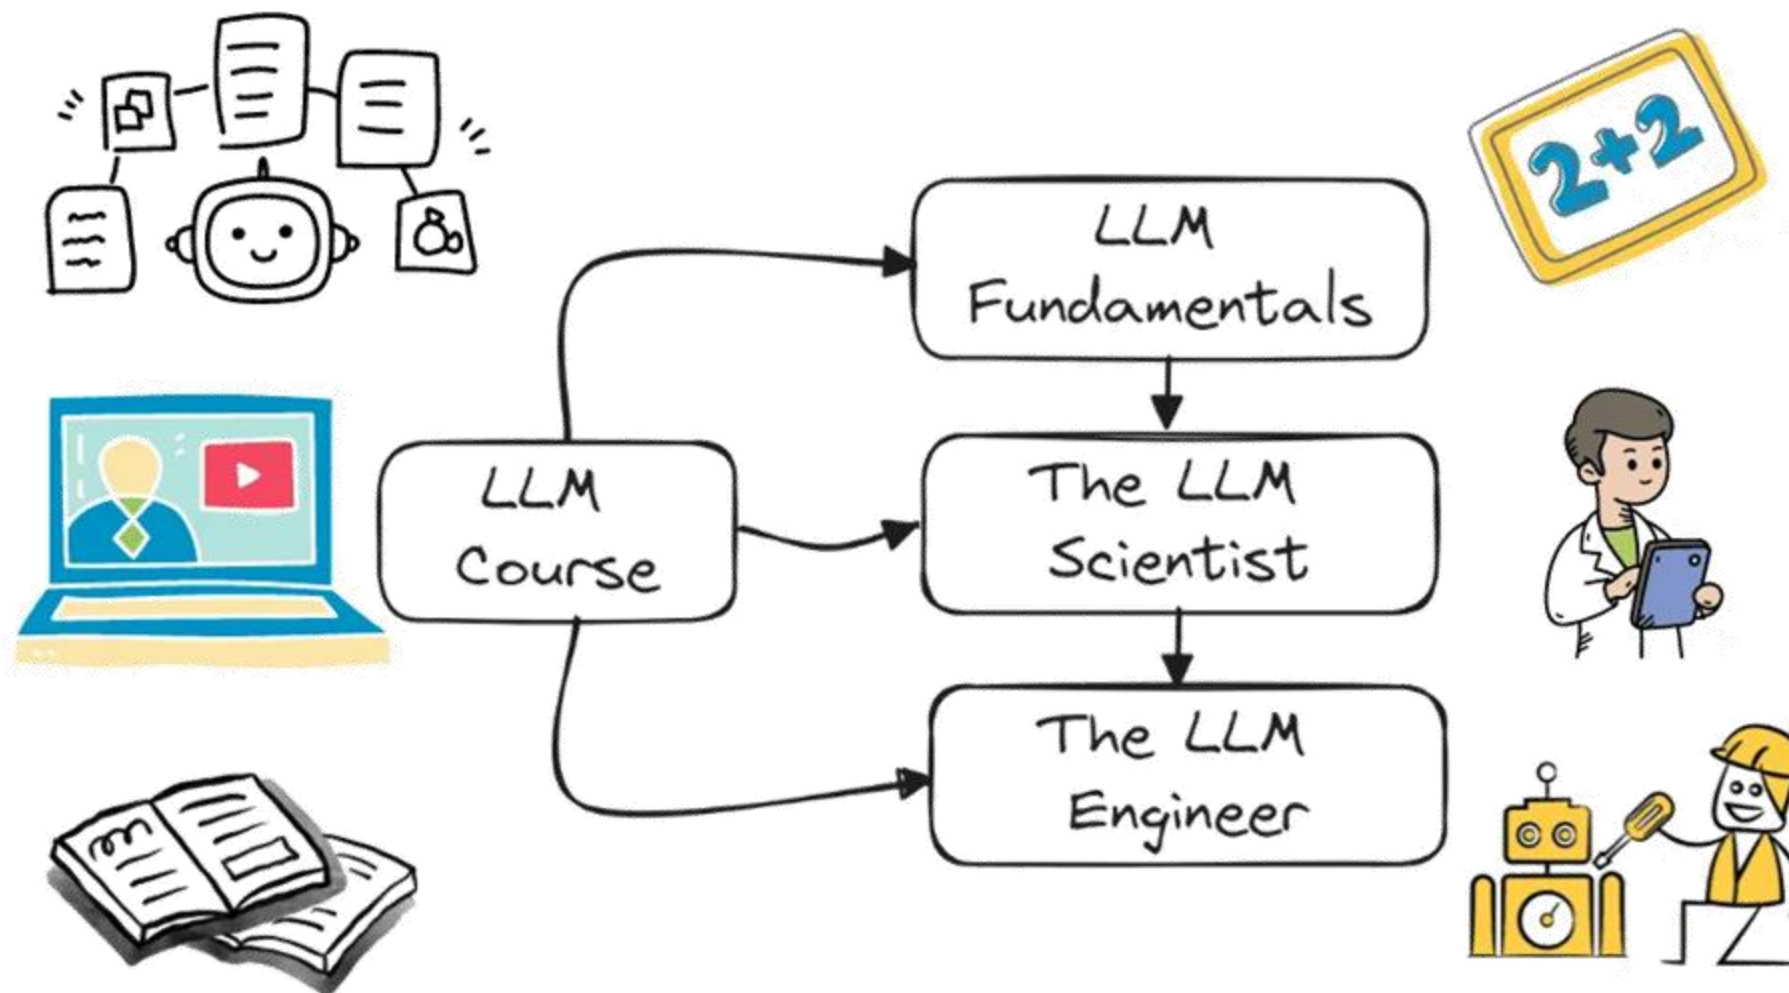 2+2
LLM
Fundamentals
LLM
Course
The LLM
Scientist
The LLM
Engineer